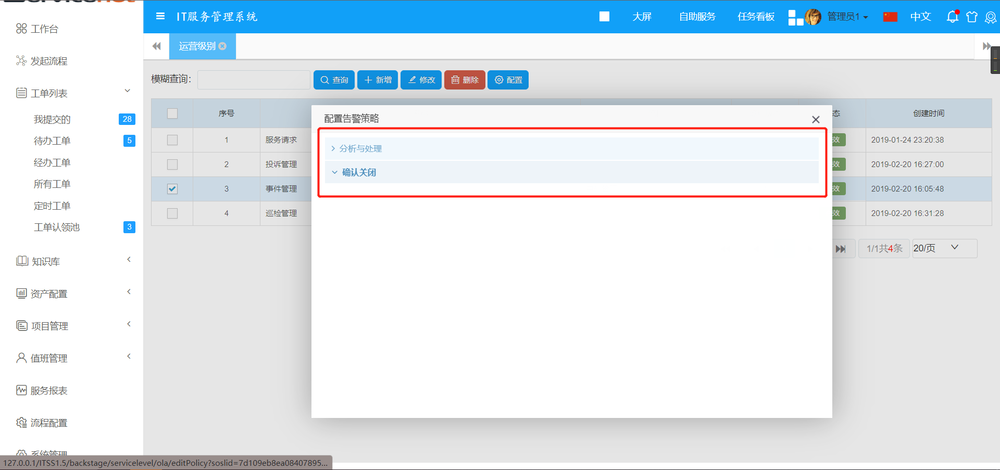 IT服务管理系统
大屏
自助服务
任务看板
管理员1
中文
工作台
发起流程
工单列表
我提交的 28
待办工单 5
经办工单
所有工单
定时工单
工单认领池 3
知识库
资产配置
项目管理
值班管理
服务报表
流程配置
系统管理
运营级别
模糊查询：
查询
新增
修改
删除
配置
序号
态
创建时间
1 服务请求 效 2019-01-24 23:20:38
2 投诉管理 效 2019-02-20 16:27:00
3 事件管理 效 2019-02-20 16:05:48
4 巡检管理 效 2019-02-20 16:31:28
1/1共4条
20/页
配置告警策略
分析与处理
确认关闭
127.0.0.1/ITSS1.5/backstage/servicelevel/ola/editPolicy?soslid=7d109eb8ea08407895...